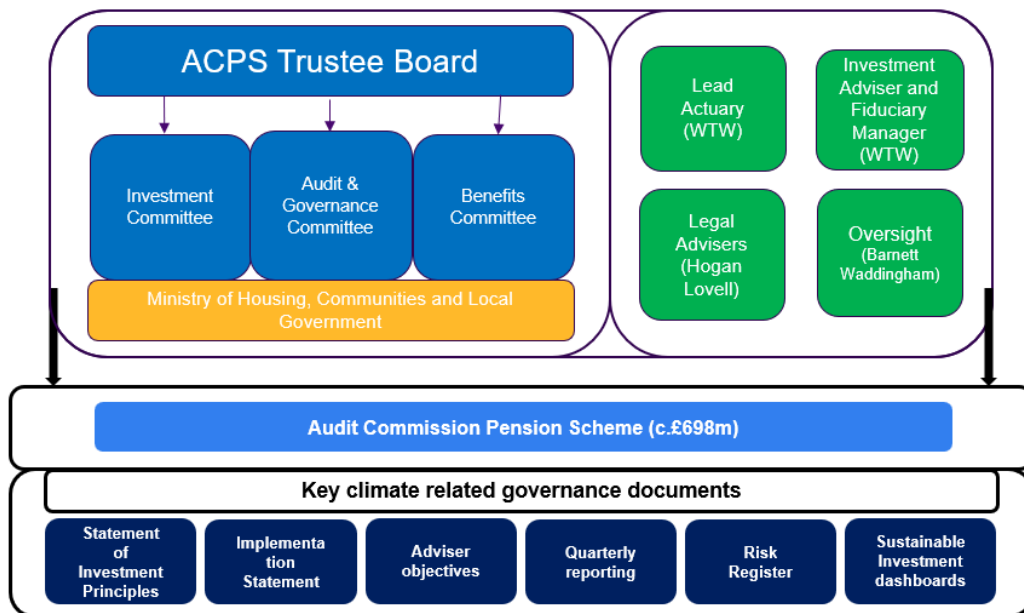 ACPS Trustee Board
Investment
Committee
Audit &
Governance
Committee
Benefits
Committee
Ministry of Housing, Communities and Local
Government
Lead
Actuary
(WTW)
Investment
Adviser and
Fiduciary
Manager
(WTW)
Legal
Advisers
(Hogan
Lovell)
Oversight
(Barnett
Waddingham)
Audit Commission Pension Scheme (c.£698m)
Key climate related governance documents
Statement
of
Investment
Principles
Implementa
tion
Statement
Adviser
objectives
Quarterly
reporting
Risk
Register
Sustainable
Investment
dashboards